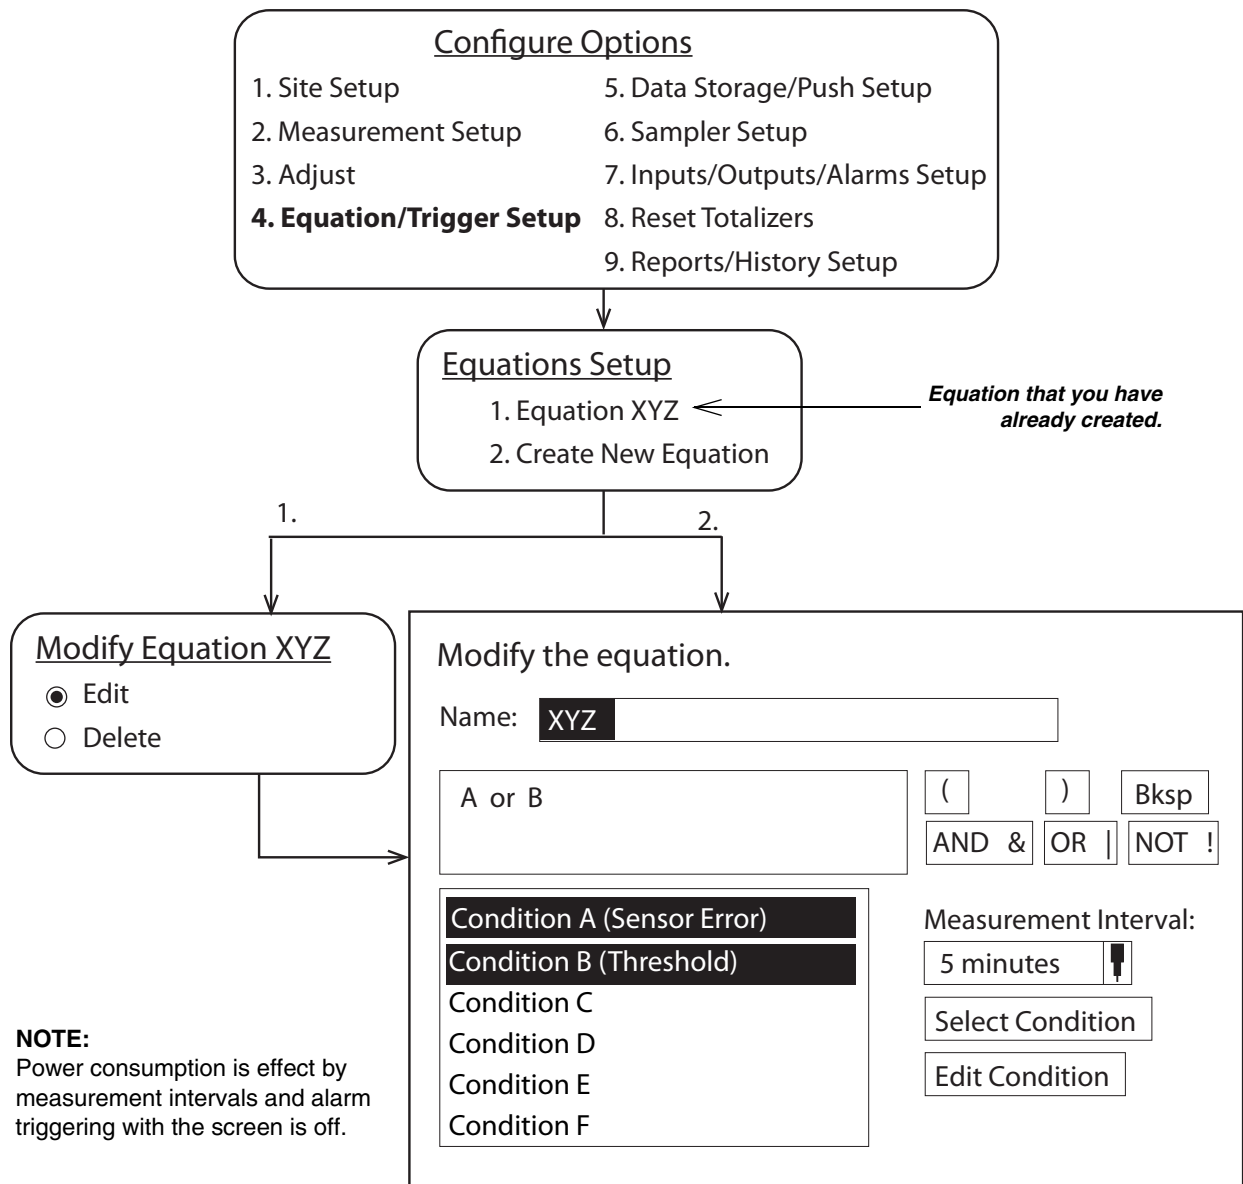 Configure Options
1. Site Setup
2. Measurement Setup
3. Adjust
4. Equation/Trigger Setup
5. Data Storage/Push Setup
6. Sampler Setup
7. Inputs/Outputs/Alarms Setup
8. Reset Totalizers
9. Reports/History Setup
Equations Setup
1. Equation XYZ
2. Create New Equation
Equation that you have
already created.
1.
2.
Modify Equation XYZ
Edit
Delete
Modify the equation.
Name: XYZ
A or B
( ) Bksp
AND & OR | NOT !
Condition A (Sensor Error)
Condition B (Threshold)
Condition C
Condition D
Condition E
Condition F
Measurement Interval:
5 minutes
Select Condition
Edit Condition
NOTE:
Power consumption is effect by
measurement intervals and alarm
triggering with the screen is off.